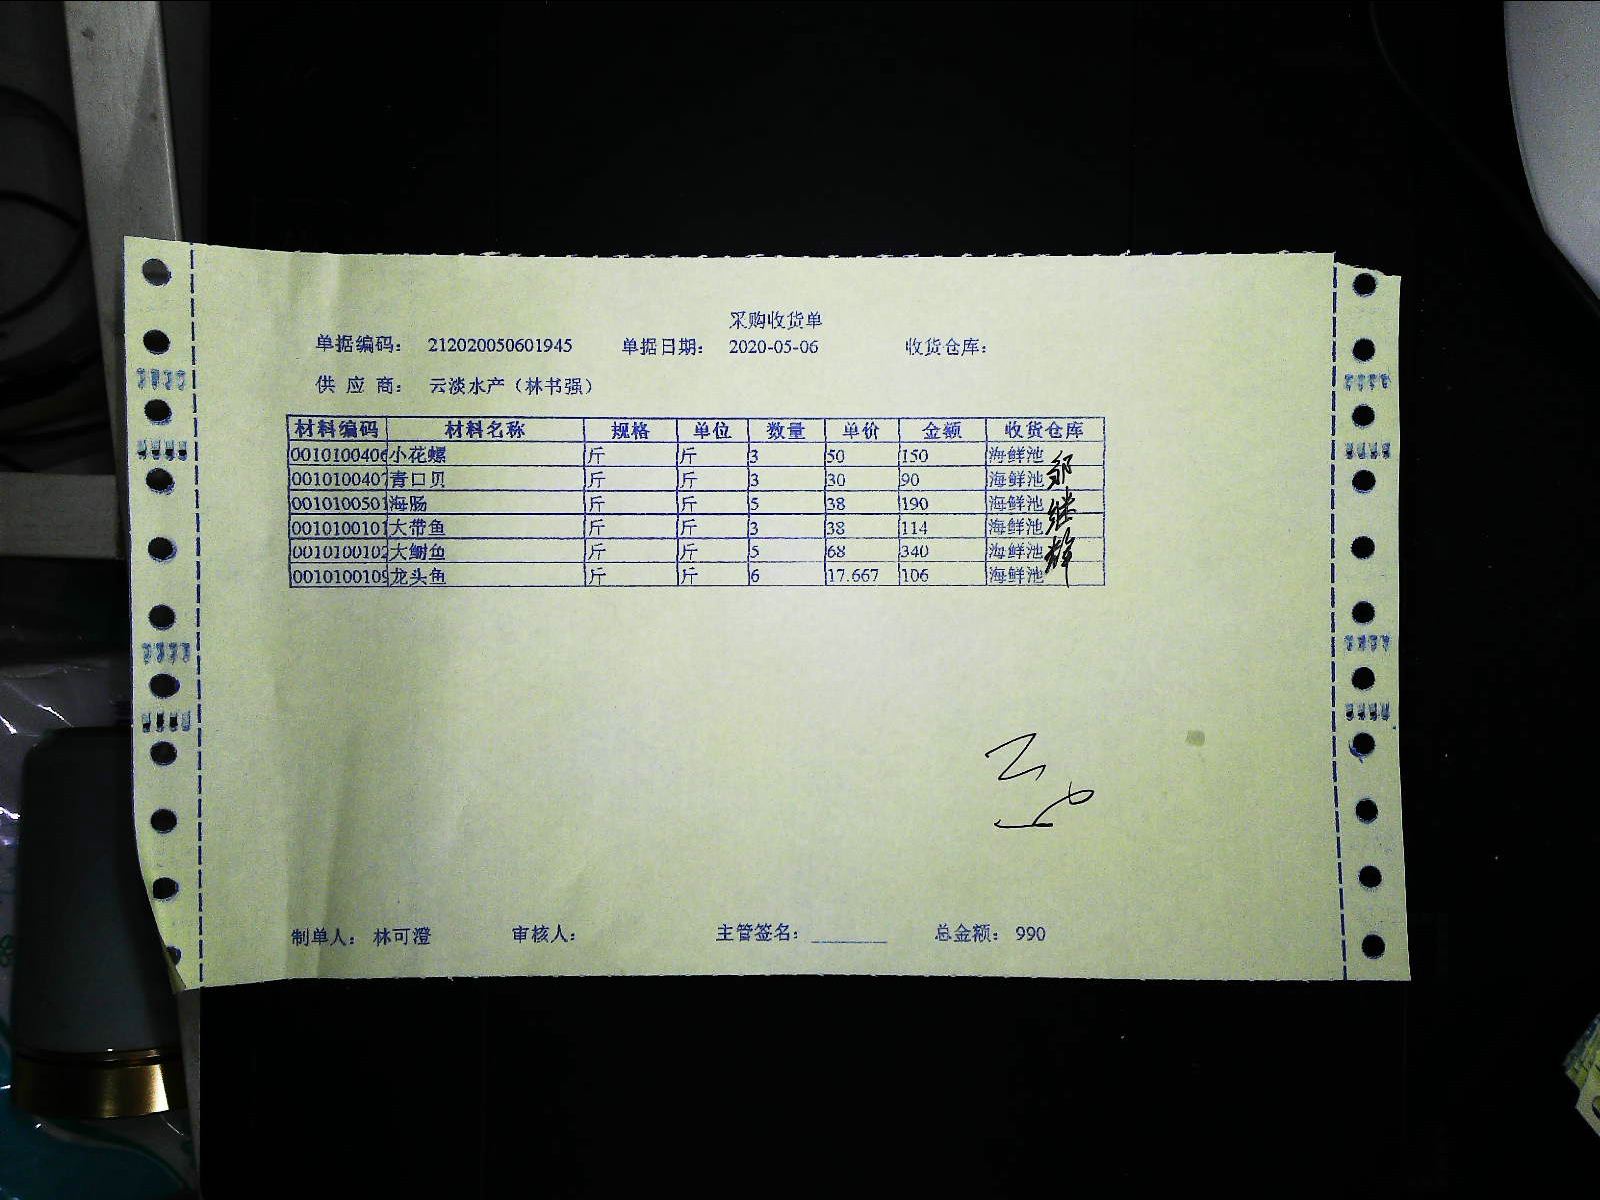 采购收货单
单据编码: 212020050601945 单据日期: 2020-05-06 收货仓库:
供 应 商: 云淡水产(林书强)
材料编码 材料名称 规格 单位 数量 单价 金额 收货仓库
0010100406 小花螺 斤 斤 3 50 150 海鲜池
0010100407 青口贝 斤 斤 3 30 90 海鲜池
0010100501 海肠 斤 斤 5 38 190 海鲜池
0010100101 大带鱼 斤 斤 3 38 114 海鲜池
0010100102 大鲥鱼 斤 斤 5 68 340 海鲜池
0010100109 龙头鱼 斤 斤 6 17.667 106 海鲜池
制单人: 林可澄 审核人: 主管签名: 总金额: 990